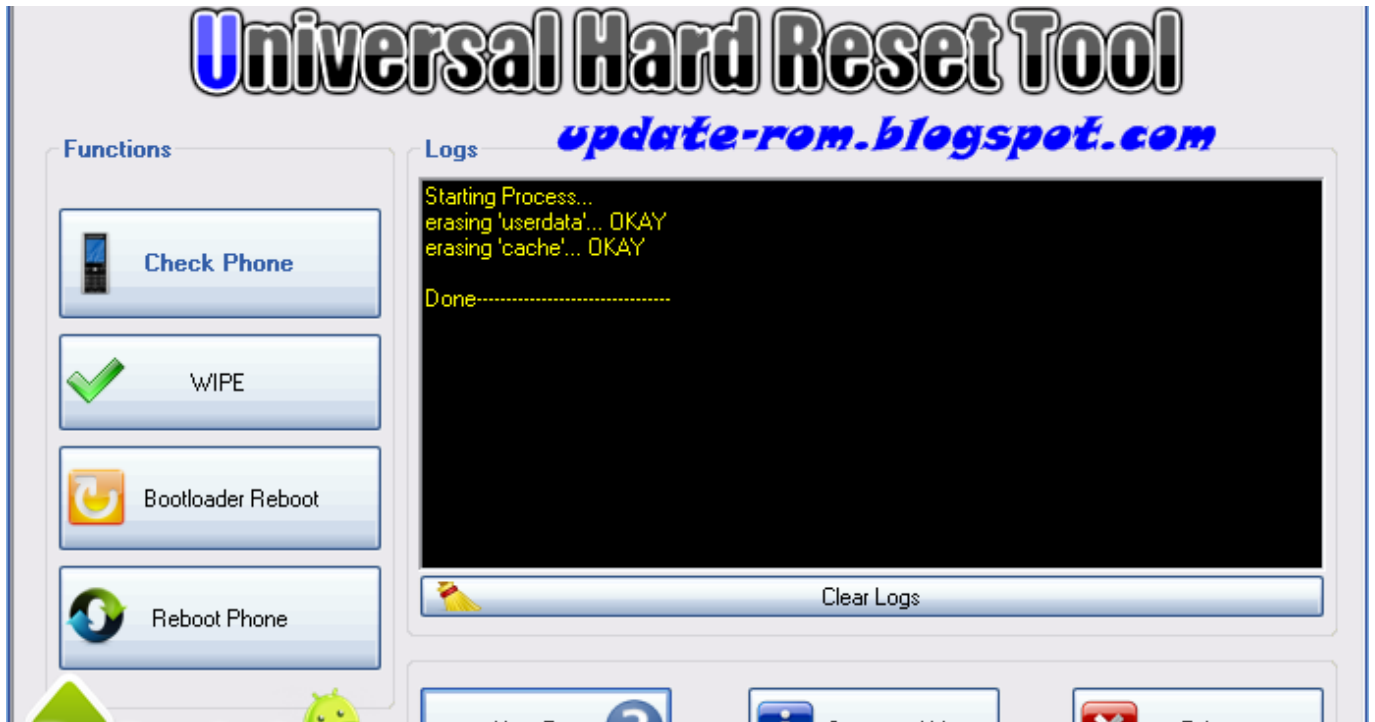 Universal Hard Reset Tool
update-rom.blogspot.com
Functions
Check Phone
WIPE
Bootloader Reboot
Reboot Phone
Logs
Starting Process...
erasing 'userdata'... OKAY
erasing 'cache'... OKAY
Done---------------------------------
Clear Logs